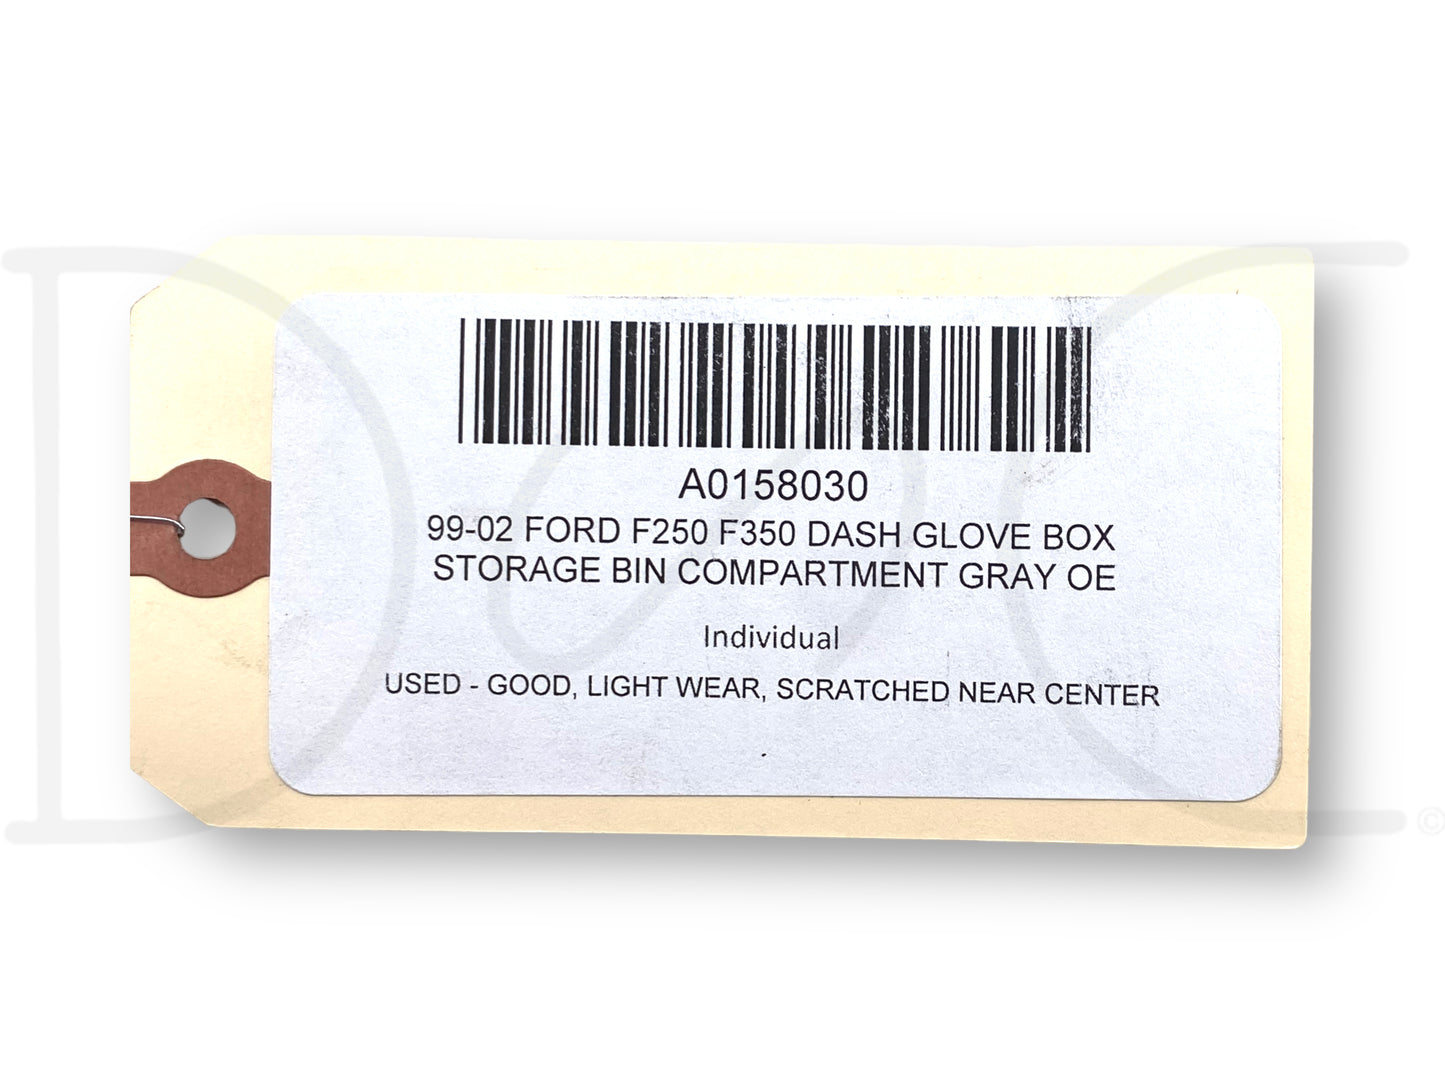 A0158030
99-02 FORD F250 F350 DASH GLOVE BOX
STORAGE BIN COMPARTMENT GRAY OE
Individual
USED - GOOD, LIGHT WEAR, SCRATCHED NEAR CENTER
©